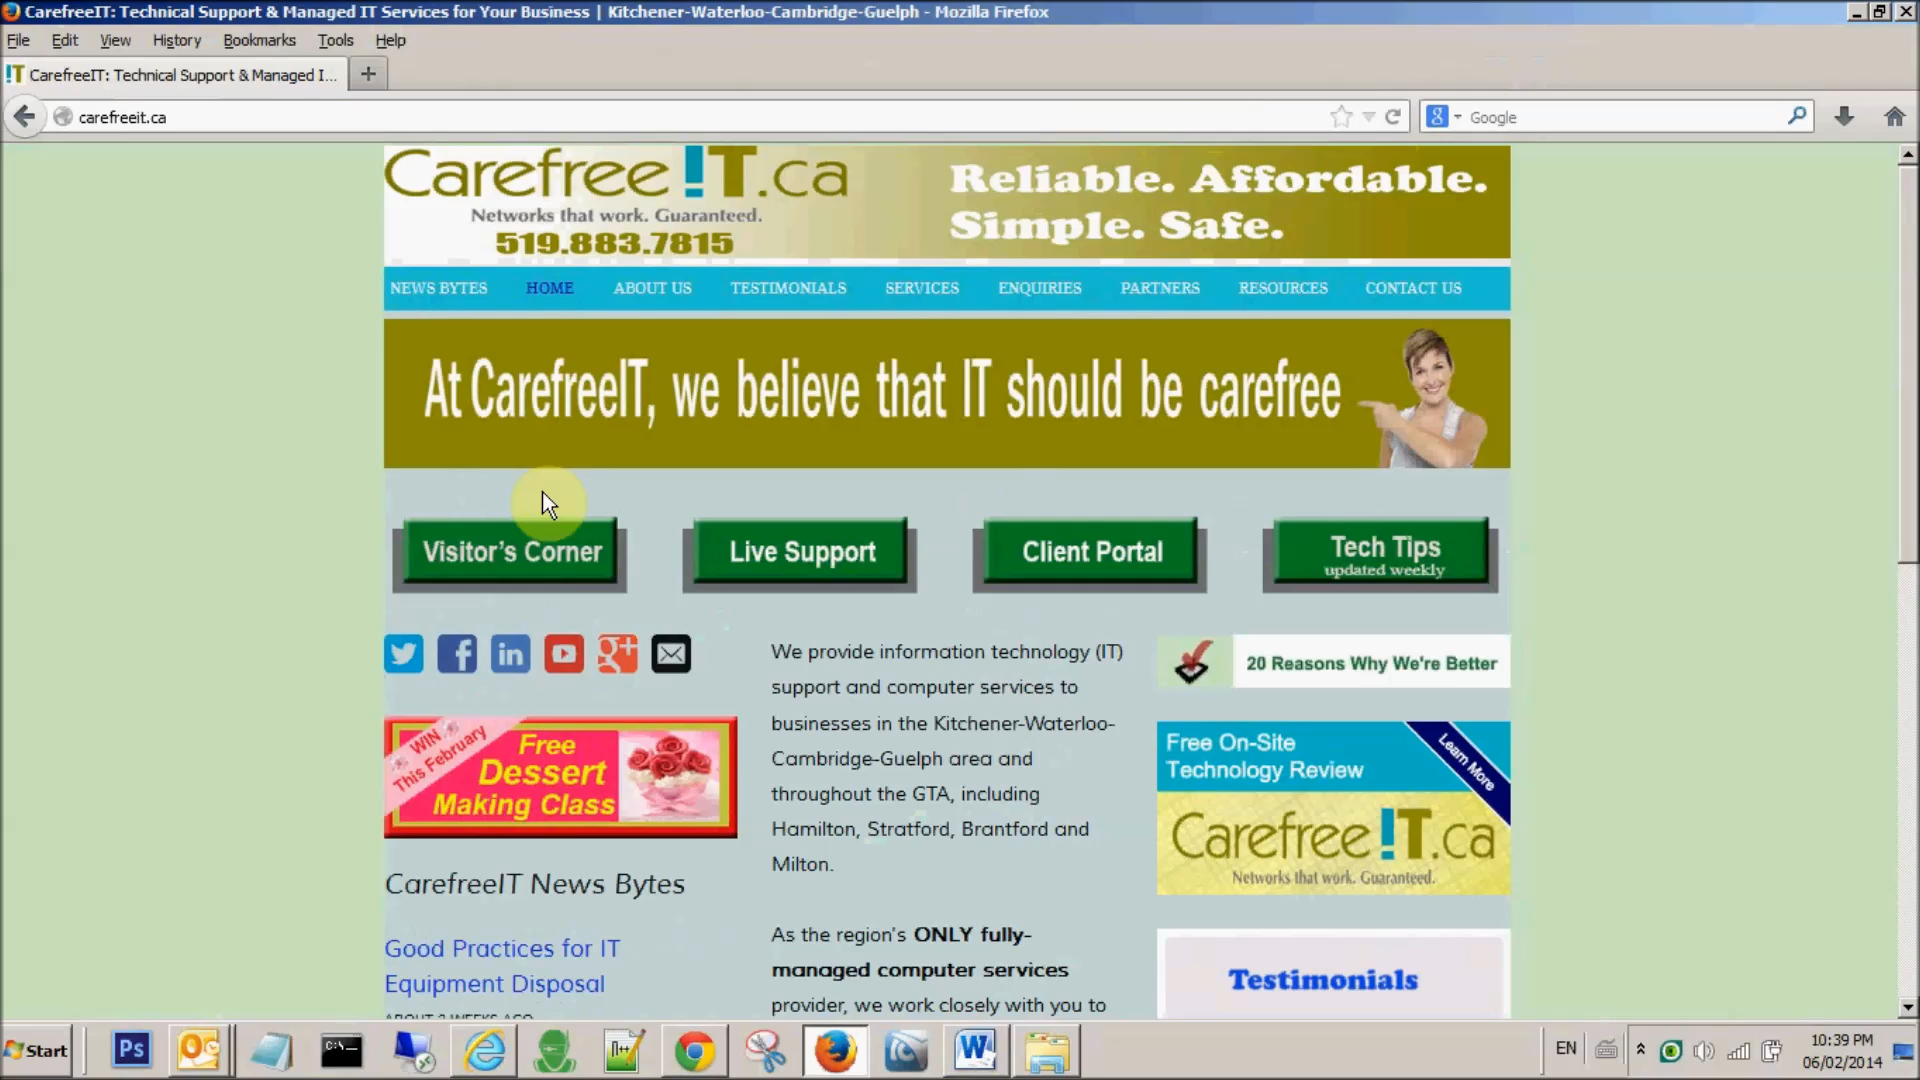 CarefreeIT: Technical Support & Managed IT Services for Your Business | Kitchener-Waterloo-Cambridge-Guelph - Mozilla Firefox
File Edit View History Bookmarks Tools Help
!T CarefreeIT: Technical Support & Managed I...
carefreeit.ca
Google
Carefree!T.ca
Networks that work. Guaranteed.
519.883.7815
Reliable. Affordable.
Simple. Safe.
NEWS BYTES HOME ABOUT US TESTIMONIALS SERVICES ENQUIRIES PARTNERS RESOURCES CONTACT US
At CarefreeIT, we believe that IT should be carefree
Visitor's Corner
Live Support
Client Portal
Tech Tips
updated weekly
WIN
This February
Free
Dessert
Making Class
CarefreeIT News Bytes
Good Practices for IT
Equipment Disposal
ABOUT 2 WEEKS AGO
We provide information technology (IT)
support and computer services to
businesses in the Kitchener-Waterloo-
Cambridge-Guelph area and
throughout the GTA, including
Hamilton, Stratford, Brantford and
Milton.
As the region's ONLY fully-
managed computer services
provider, we work closely with you to
20 Reasons Why We're Better
Free On-Site
Technology Review
Learn More
Carefree!T.ca
Networks that work. Guaranteed.
Testimonials
Start
EN
10:39 PM
06/02/2014